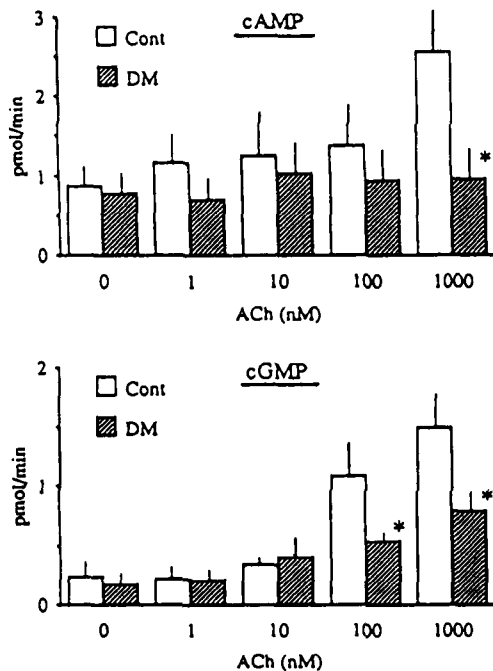 cAMP
Cont
DM
pmol/min
3
2
1
0
*
0 1 10 100 1000
ACh (nM)
cGMP
Cont
DM
pmol/min
2
1
0
*
*
0 1 10 100 1000
ACh (nM)